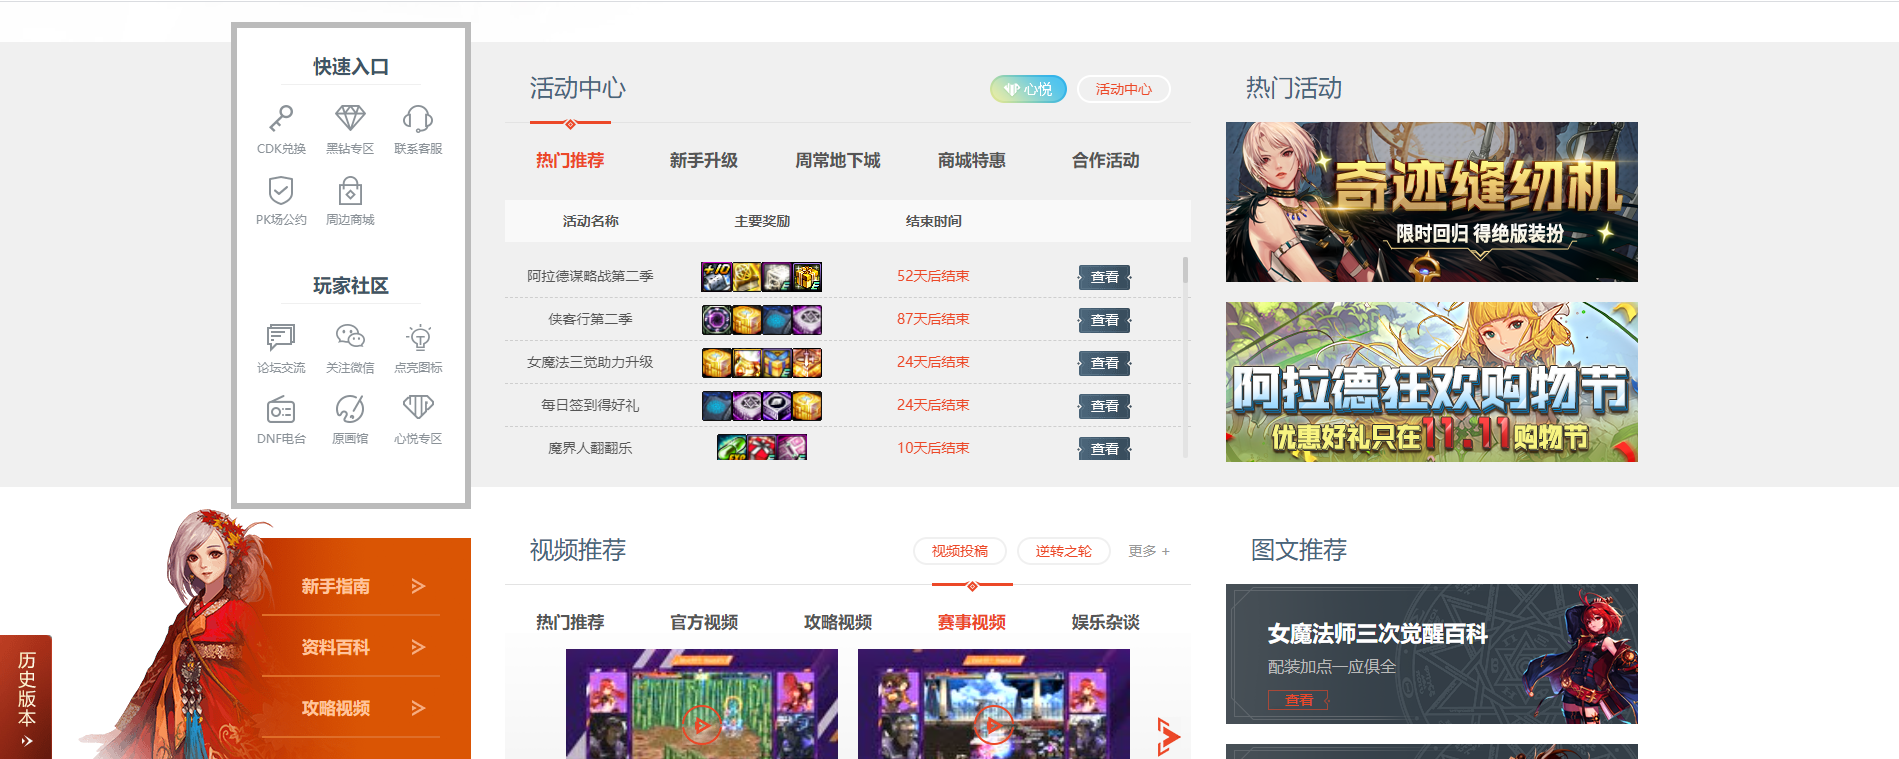 快速入口
CDK兑换 黑钻专区 联系客服
PK场公约 周边商城
玩家社区
论坛交流 关注微信 点亮图标
DNF电台 原画馆 心悦专区
新手指南
资料百科
攻略视频
历史版本
活动中心
心悦 活动中心
热门推荐 新手升级 周常地下城 商城特惠 合作活动
活动名称 主要奖励 结束时间
阿拉德谋略战第二季 +10 E E 52天后结束 查看
侠客行第二季 87天后结束 查看
女魔法三觉助力升级 24天后结束 查看
每日签到得好礼 24天后结束 查看
魔界人翻翻乐 EXP E 10天后结束 查看
热门活动
奇迹缝纫机
限时回归 得绝版装扮
阿拉德狂欢购物节
优惠好礼只在11.11购物节
视频推荐
视频投稿 逆转之轮 更多 +
热门推荐 官方视频 攻略视频 赛事视频 娱乐杂谈
图文推荐
女魔法师三次觉醒百科
配装加点一应俱全
查看